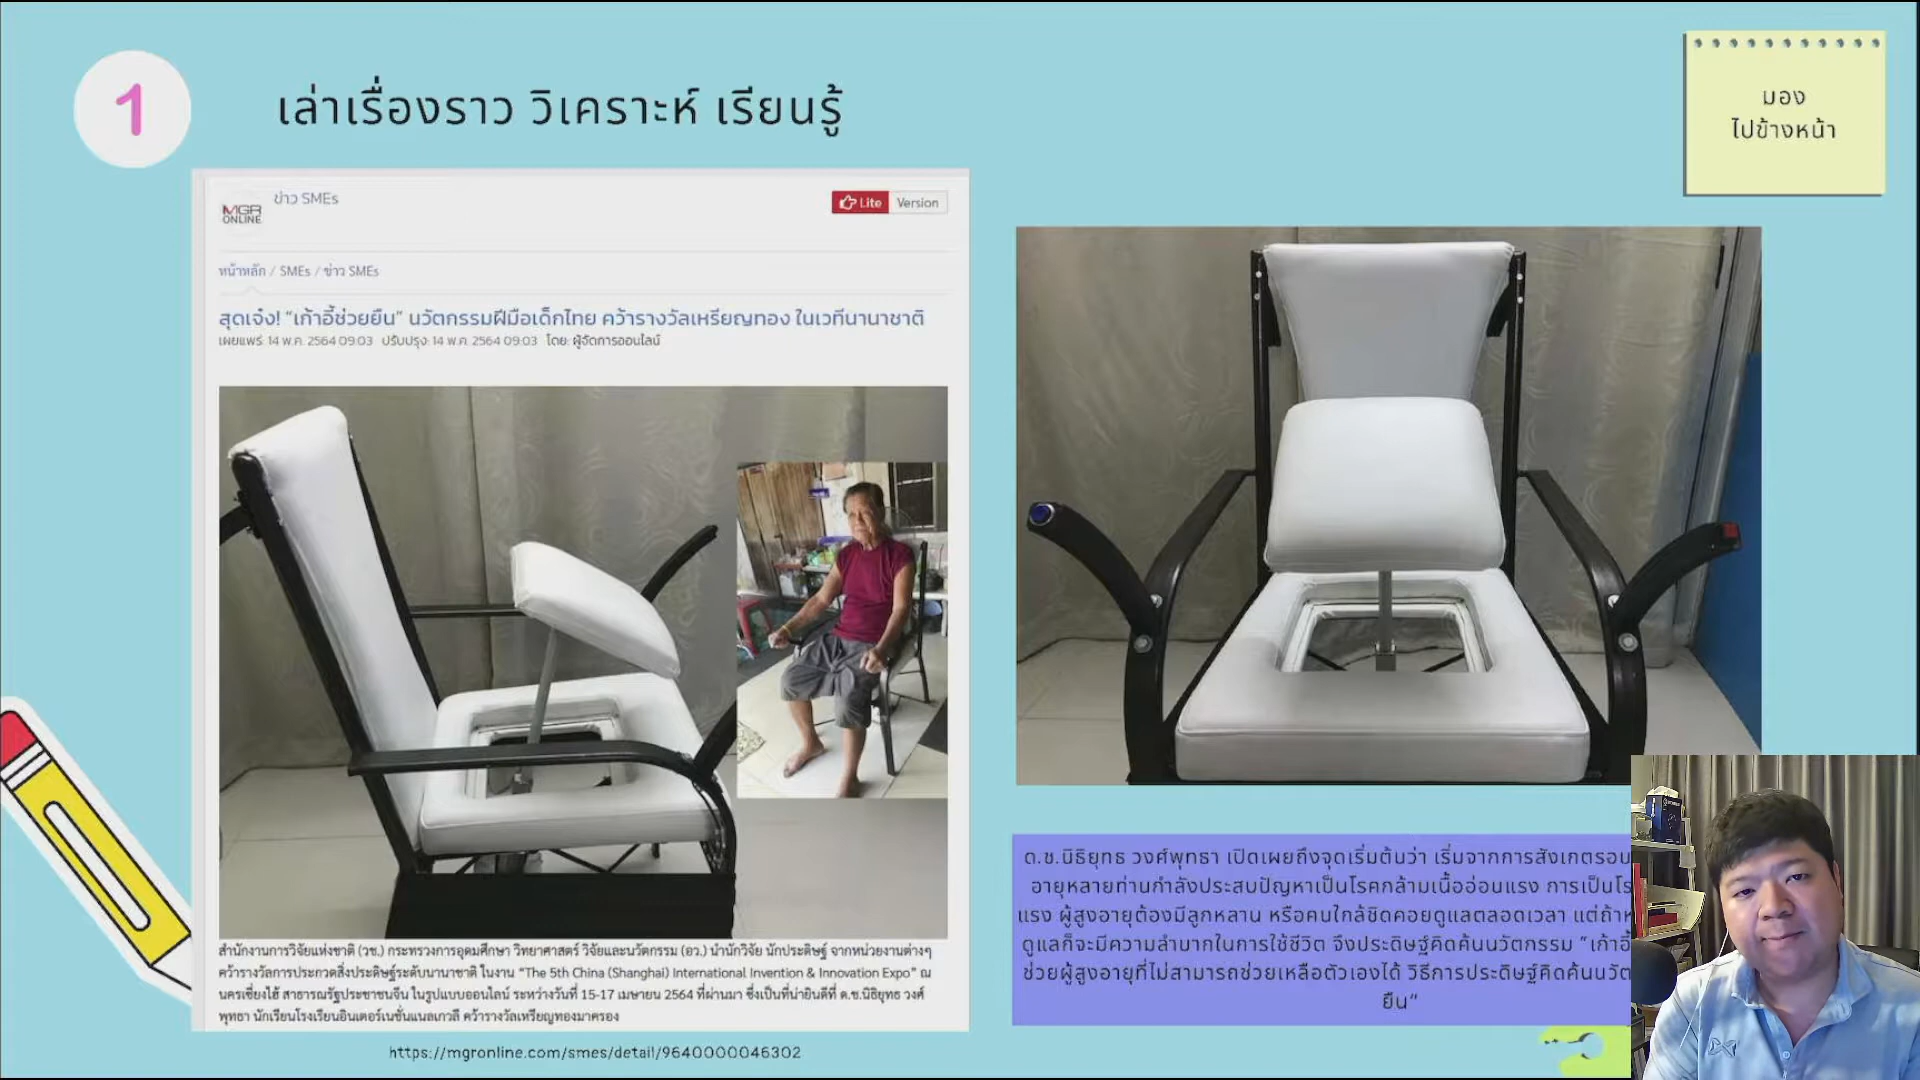 1
เล่าเรื่องราว วิเคราะห์ เรียนรู้
มอง
ไปข้างหน้า
MGR
ONLINE
ข่าว SMEs
Lite Version
หน้าหลัก / SMEs / ข่าว SMEs
สุดเจ๋ง! “เก้าอี้ช่วยยืน” นวัตกรรมฝีมือเด็กไทย คว้ารางวัลเหรียญทอง ในเวทีนานาชาติ
เผยแพร่: 14 พ.ค. 2564 09:03 ปรับปรุง: 14 พ.ค. 2564 09:03 โดย: ผู้จัดการออนไลน์
สำนักงานการวิจัยแห่งชาติ (วช.) กระทรวงการอุดมศึกษา วิทยาศาสตร์ วิจัยและนวัตกรรม (อว.) นำนักวิจัย นักประดิษฐ์ จากหน่วยงานต่างๆ
คว้ารางวัลการประกวดสิ่งประดิษฐ์ระดับนานาชาติ ในงาน “The 5th China (Shanghai) International Invention & Innovation Expo” ณ
นครเซี่ยงไฮ้ สาธารณรัฐประชาชนจีน ในรูปแบบออนไลน์ ระหว่างวันที่ 15-17 เมษายน 2564 ที่ผ่านมา ซึ่งเป็นที่น่ายินดีที่ ด.ช.นิธิยุทธ วงศ์
พุทธา นักเรียนโรงเรียนอินเตอร์เนชั่นแนลเกวลี คว้ารางวัลเหรียญทองมาครอง
https://mgronline.com/smes/detail/9640000046302
ด.ช.นิธิยุทธ วงศ์พุทธา เปิดเผยถึงจุดเริ่มต้นว่า เริ่มจากการสังเกตรอบ
อายุหลายท่านกำลังประสบปัญหาเป็นโรคกล้ามเนื้ออ่อนแรง การเป็นโร
แรง ผู้สูงอายุต้องมีลูกหลาน หรือคนใกล้ชิดคอยดูแลตลอดเวลา แต่ถ้าห
ดูแลก็จะมีความลำบากในการใช้ชีวิต จึงประดิษฐ์คิดค้นนวัตกรรม “เก้าอี้
ช่วยผู้สูงอายุที่ไม่สามารถช่วยเหลือตัวเองได้ วิธีการประดิษฐ์คิดค้นนวัต
ยืน“